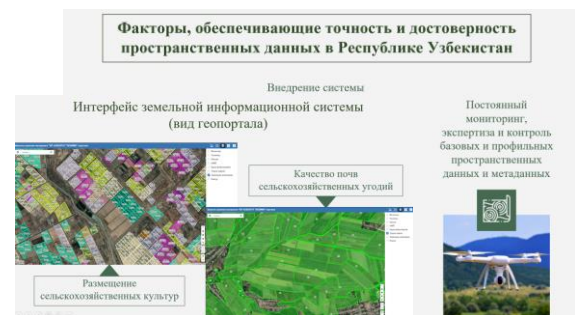 Факторы, обеспечивающие точность и достоверность
пространственных данных в Республике Узбекистан
Внедрение системы
Интерфейс земельной информационной системы
(вид геопортала)
Постоянный
мониторинг,
экспертиза и контроль
базовых и профильных
пространственных
данных и метаданных
Качество почв
сельскохозяйственных угодий
Размещение
сельскохозяйственных культур